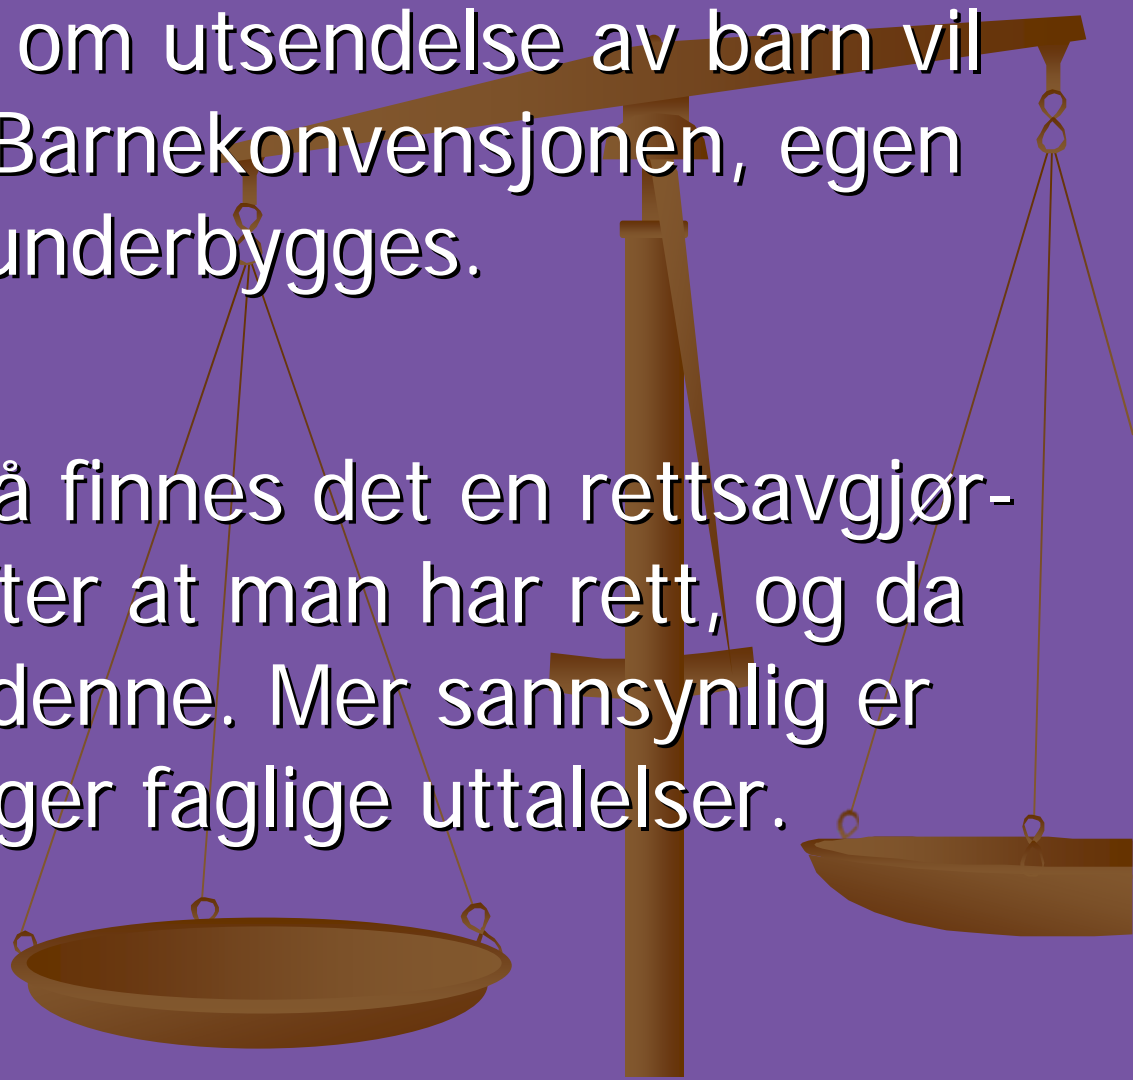 om utsendelse av barn vil
Barnekonvensjonen, egen
underbygges.
å finnes det en rettsavgjør-
ter at man har rett, og da
denne. Mer sannsynlig er
ger faglige uttalelser.